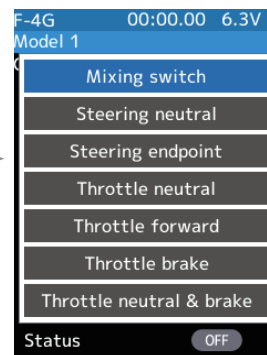 F-4G 00:00.00 6.3V
Model 1
Mixing switch
Steering neutral
Steering endpoint
Throttle neutral
Throttle forward
Throttle brake
Throttle neutral & brake
Status OFF